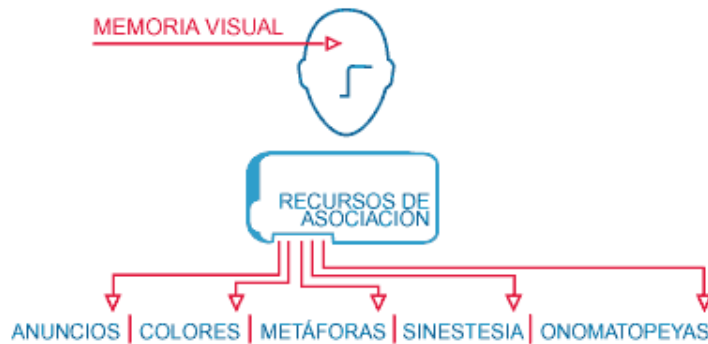 MEMORIA VISUAL
RECURSOS DE
ASOCIACIÓN
ANUNCIOS | COLORES | METÁFORAS | SINESTESIA | ONOMATOPEYAS